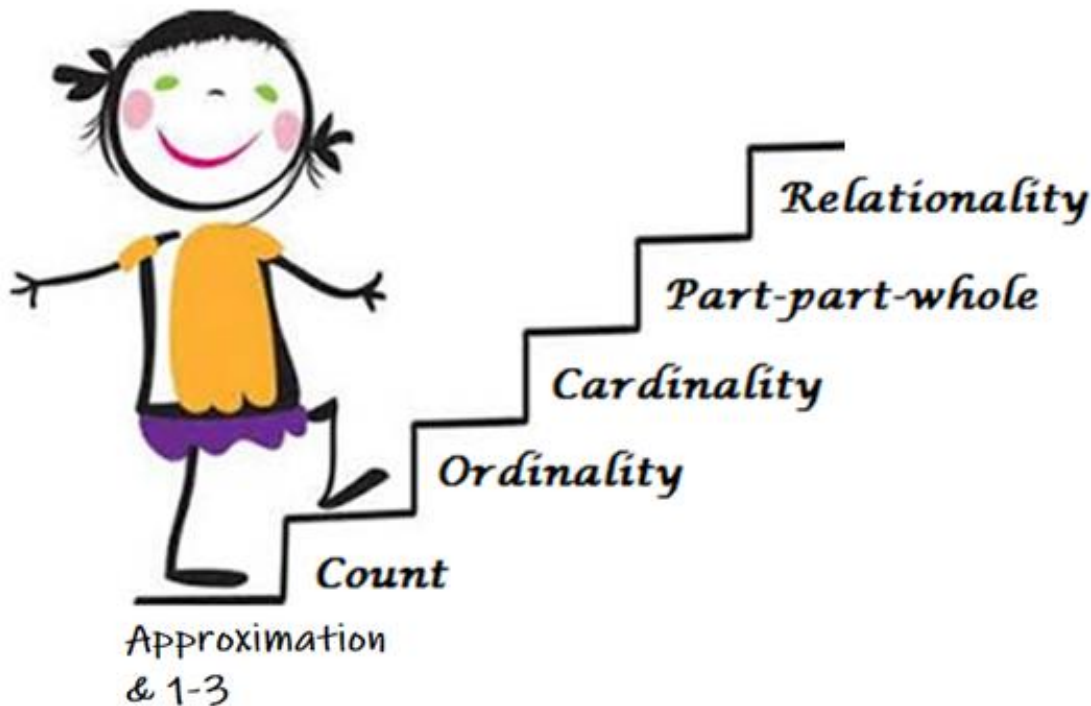 Relationality
Part-part-whole
Cardinality
Ordinality
Count
Approximation
& 1-3